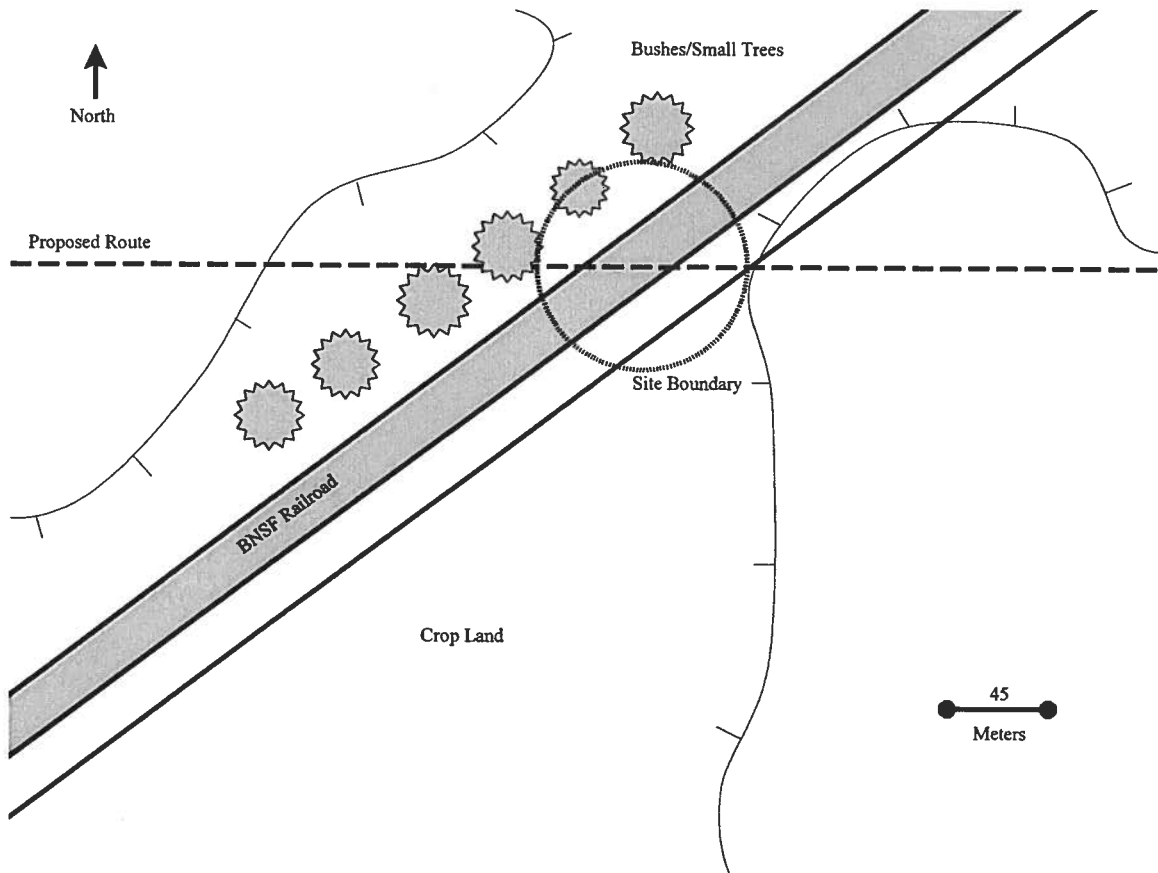 Bushes/Small Trees
North
Proposed Route
Site Boundary
BNSF Railroad
Crop Land
45
Meters